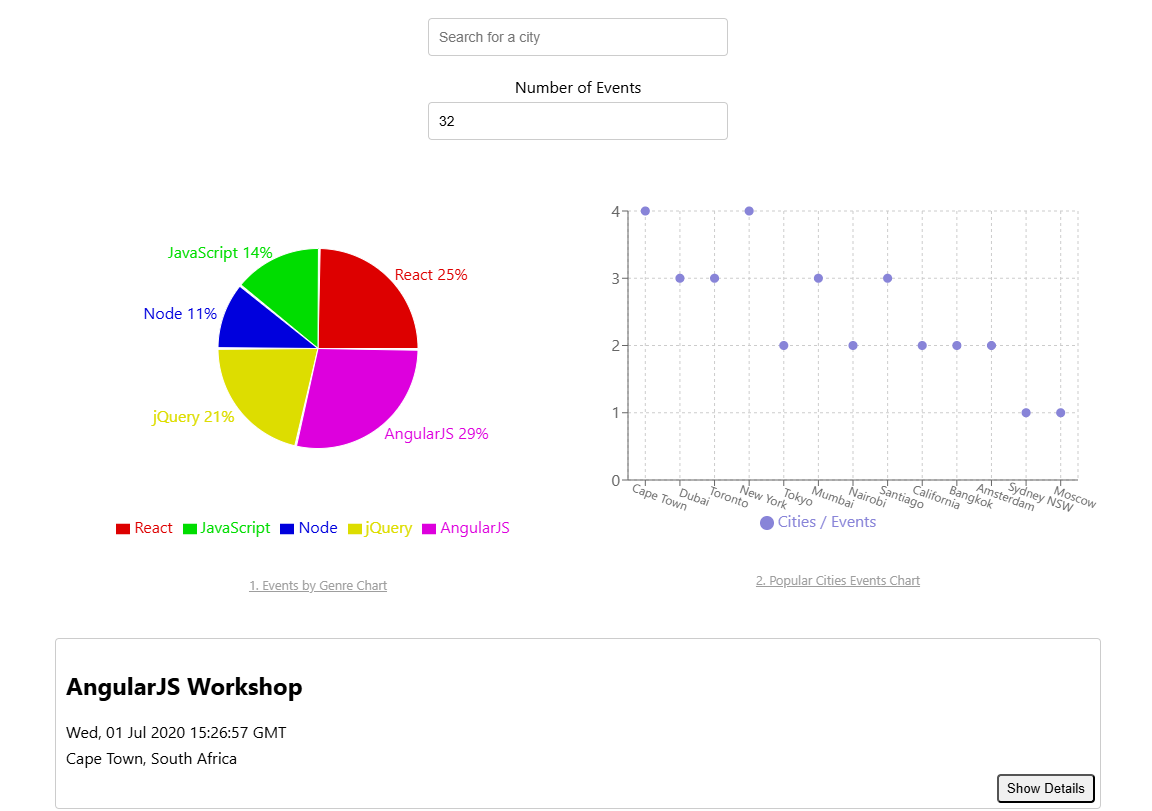 Search for a city
Number of Events
32
JavaScript 14%
React 25%
Node 11%
jQuery 21%
AngularJS 29%
React JavaScript Node jQuery AngularJS
1. Events by Genre Chart
4
3
2
1
0
Cape Town Dubai Toronto New York Tokyo Mumbai Nairobi Santiago California Bangkok Amsterdam Sydney NSW Moscow
Cities / Events
2. Popular Cities Events Chart
AngularJS Workshop
Wed, 01 Jul 2020 15:26:57 GMT
Cape Town, South Africa
Show Details